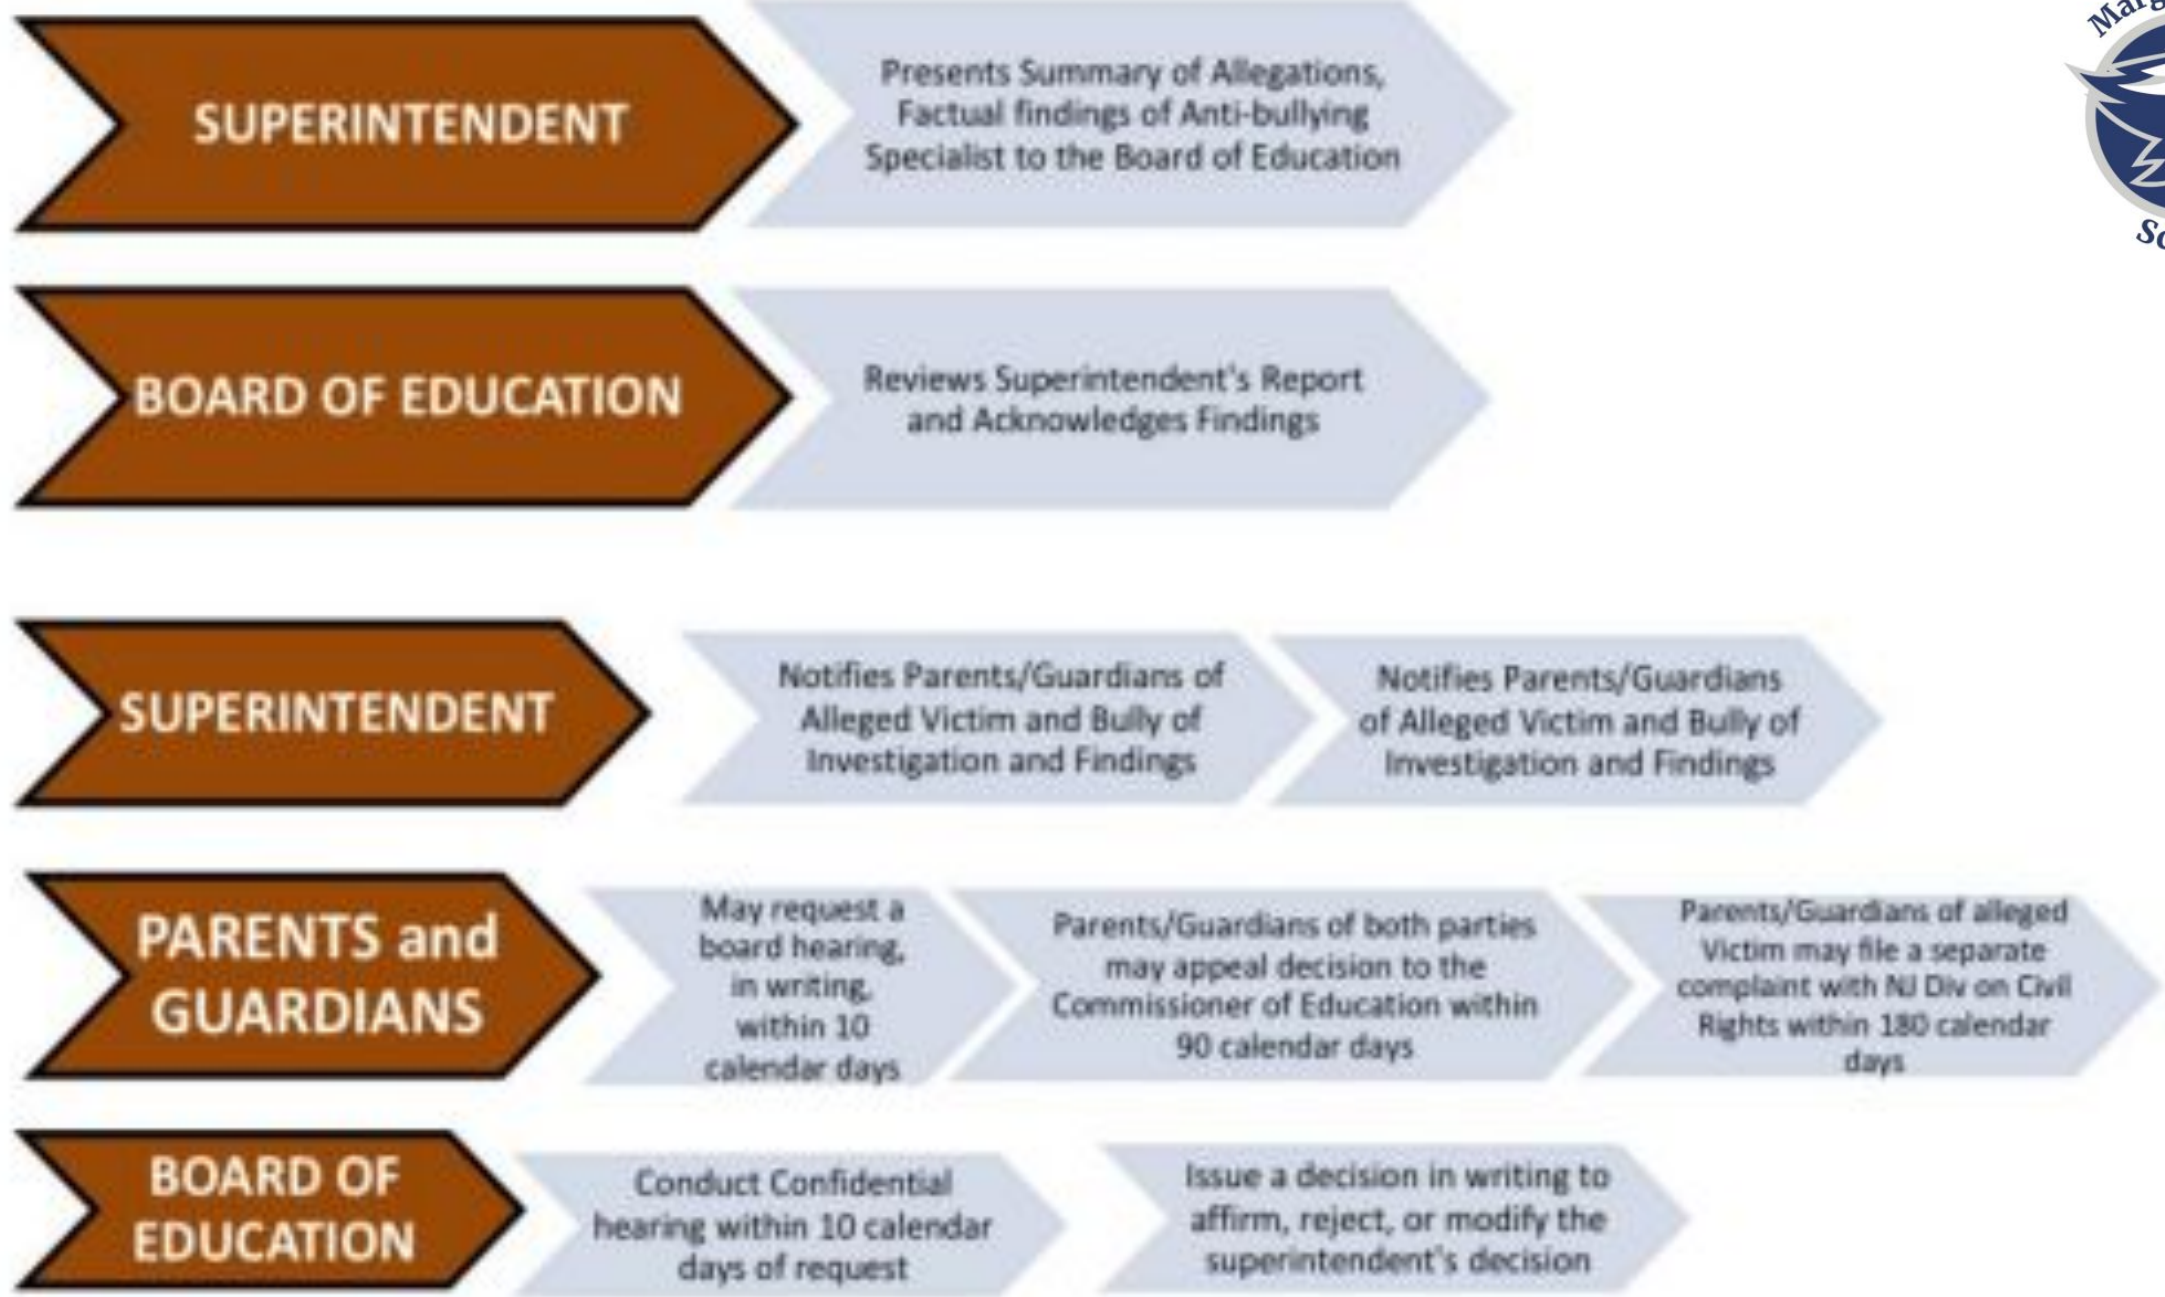 SUPERINTENDENT
Presents Summary of Allegations,
Factual findings of Anti-bullying
Specialist to the Board of Education
BOARD OF EDUCATION
Reviews Superintendent's Report
and Acknowledges Findings
SUPERINTENDENT
Notifies Parents/Guardians of
Alleged Victim and Bully of
Investigation and Findings
Notifies Parents/Guardians
of Alleged Victim and Bully of
Investigation and Findings
PARENTS and
GUARDIANS
May request a
board hearing,
in writing,
within 10
calendar days
Parents/Guardians of both parties
may appeal decision to the
Commissioner of Education within
90 calendar days
Parents/Guardians of alleged
Victim may file a separate
complaint with NJ Div on Civil
Rights within 180 calendar
days
BOARD OF
EDUCATION
Conduct Confidential
hearing within 10 calendar
days of request
Issue a decision in writing to
affirm, reject, or modify the
superintendent's decision